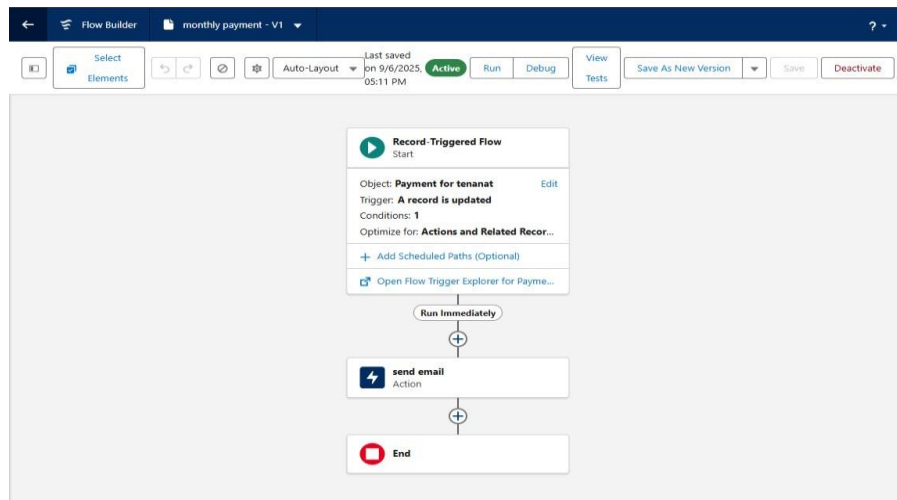 Flow Builder
monthly payment - V1
?
Select
Elements
Auto-Layout
Last saved
on 9/6/2025,
05:11 PM
Active
Run
Debug
View
Tests
Save As New Version
Save
Deactivate
Record-Triggered Flow
Start
Object: Payment for tenanat
Edit
Trigger: A record is updated
Conditions: 1
Optimize for: Actions and Related Recor...
+ Add Scheduled Paths (Optional)
Open Flow Trigger Explorer for Payme...
Run Immediately
send email
Action
End